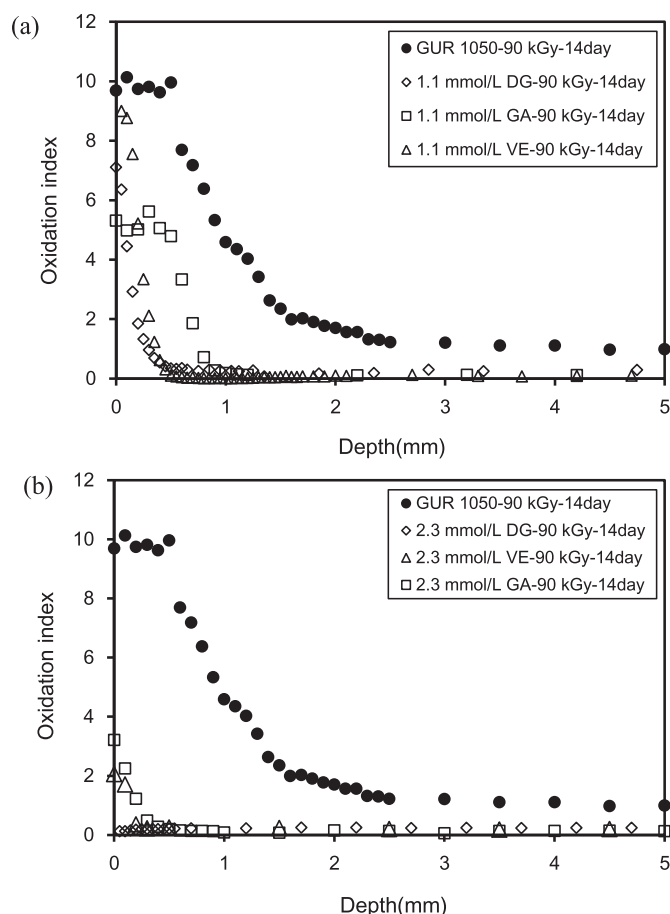 (a)
12
10
8
6
4
2
0
Oxidation index
GUR 1050-90 kGy-14day
1.1 mmol/L DG-90 kGy-14day
1.1 mmol/L GA-90 kGy-14day
1.1 mmol/L VE-90 kGy-14day
0 1 2 3 4 5
Depth(mm)
(b)
12
10
8
6
4
2
0
Oxidation index
GUR 1050-90 kGy-14day
2.3 mmol/L DG-90 kGy-14day
2.3 mmol/L VE-90 kGy-14day
2.3 mmol/L GA-90 kGy-14day
0 1 2 3 4 5
Depth(mm)